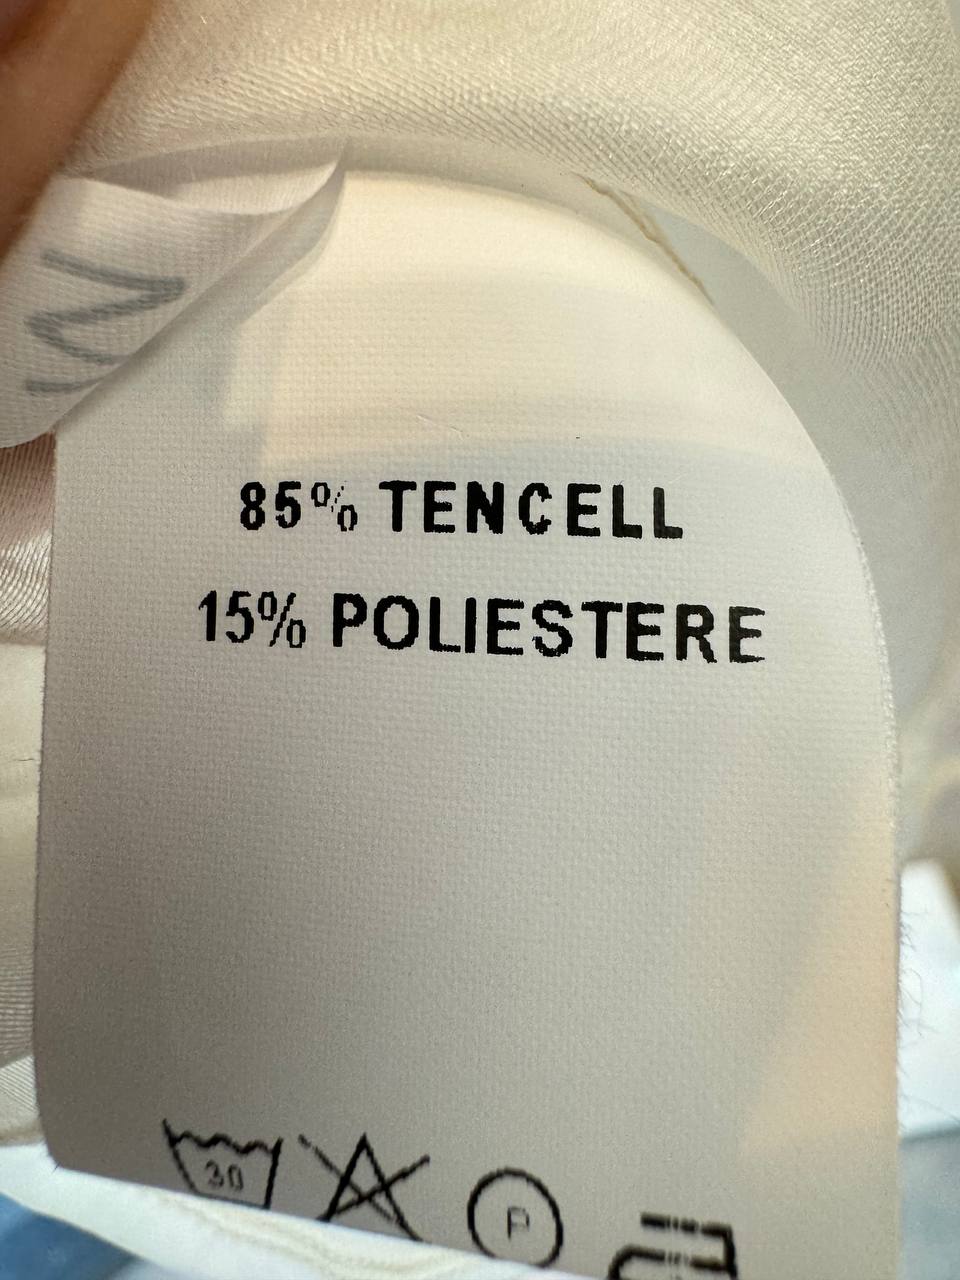 85% TENCELL
15% POLIESTERE
30
P